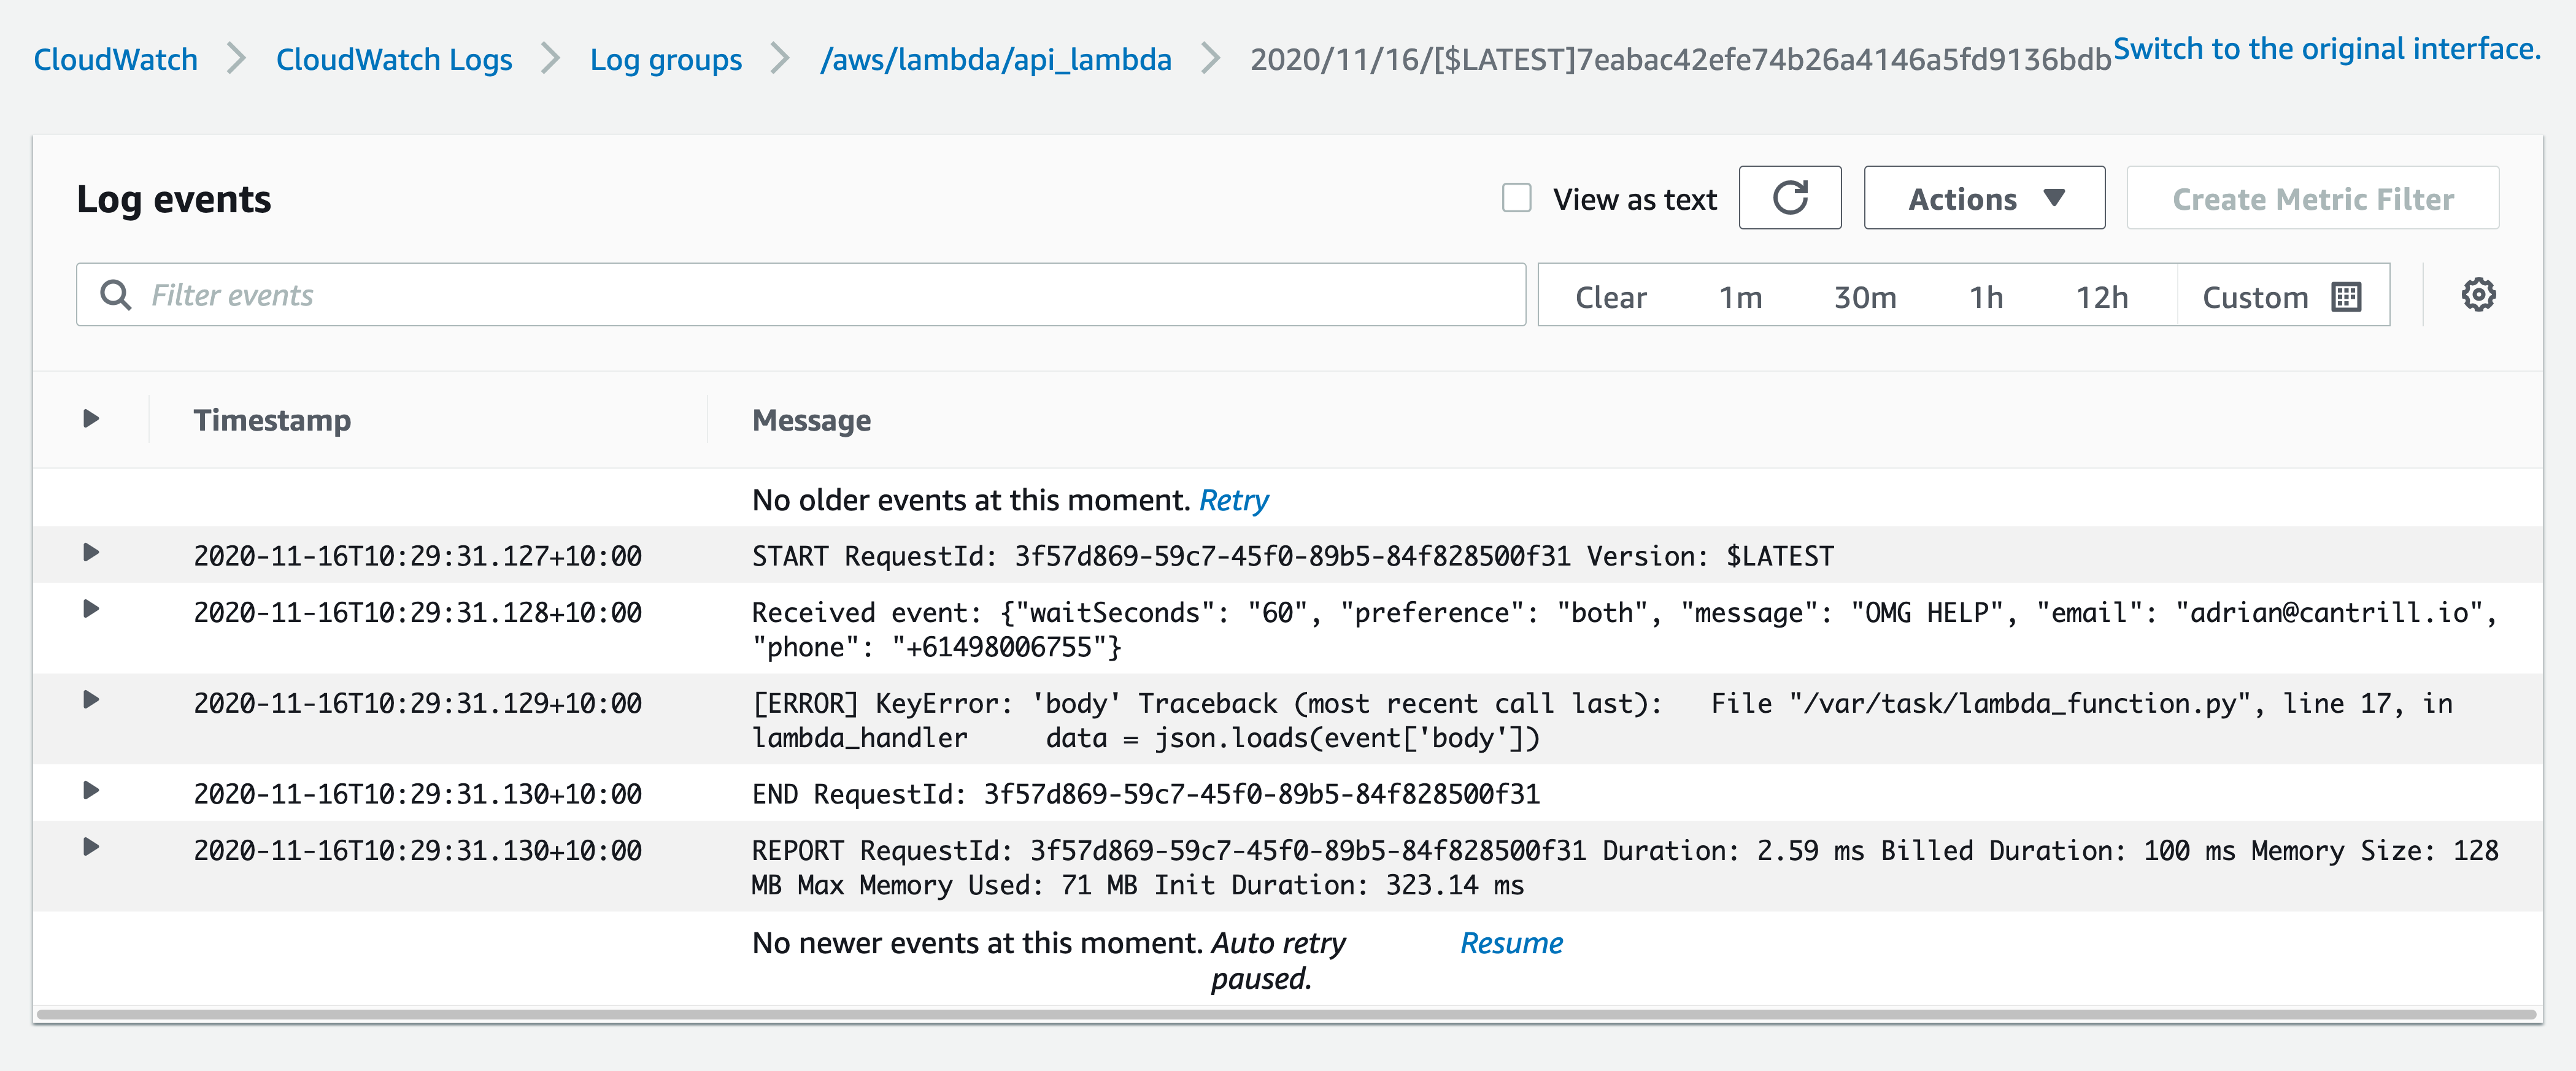 CloudWatch CloudWatch Logs Log groups /aws/lambda/api_lambda 2020/11/16/[$LATEST]7eabac42efe74b26a4146a5fd9136bdb Switch to the original interface.
Log events View as text Actions Create Metric Filter
Filter events Clear 1m 30m 1h 12h Custom
Timestamp Message
No older events at this moment. Retry
2020-11-16T10:29:31.127+10:00 START RequestId: 3f57d869-59c7-45f0-89b5-84f828500f31 Version: $LATEST
2020-11-16T10:29:31.128+10:00 Received event: {"waitSeconds": "60", "preference": "both", "message": "OMG HELP", "email": "adrian@cantrill.io",
"phone": "+61498006755"}
2020-11-16T10:29:31.129+10:00 [ERROR] KeyError: 'body' Traceback (most recent call last): File "/var/task/lambda_function.py", line 17, in
lambda_handler data = json.loads(event['body'])
2020-11-16T10:29:31.130+10:00 END RequestId: 3f57d869-59c7-45f0-89b5-84f828500f31
2020-11-16T10:29:31.130+10:00 REPORT RequestId: 3f57d869-59c7-45f0-89b5-84f828500f31 Duration: 2.59 ms Billed Duration: 100 ms Memory Size: 128
MB Max Memory Used: 71 MB Init Duration: 323.14 ms
No newer events at this moment. Auto retry Resume
paused.